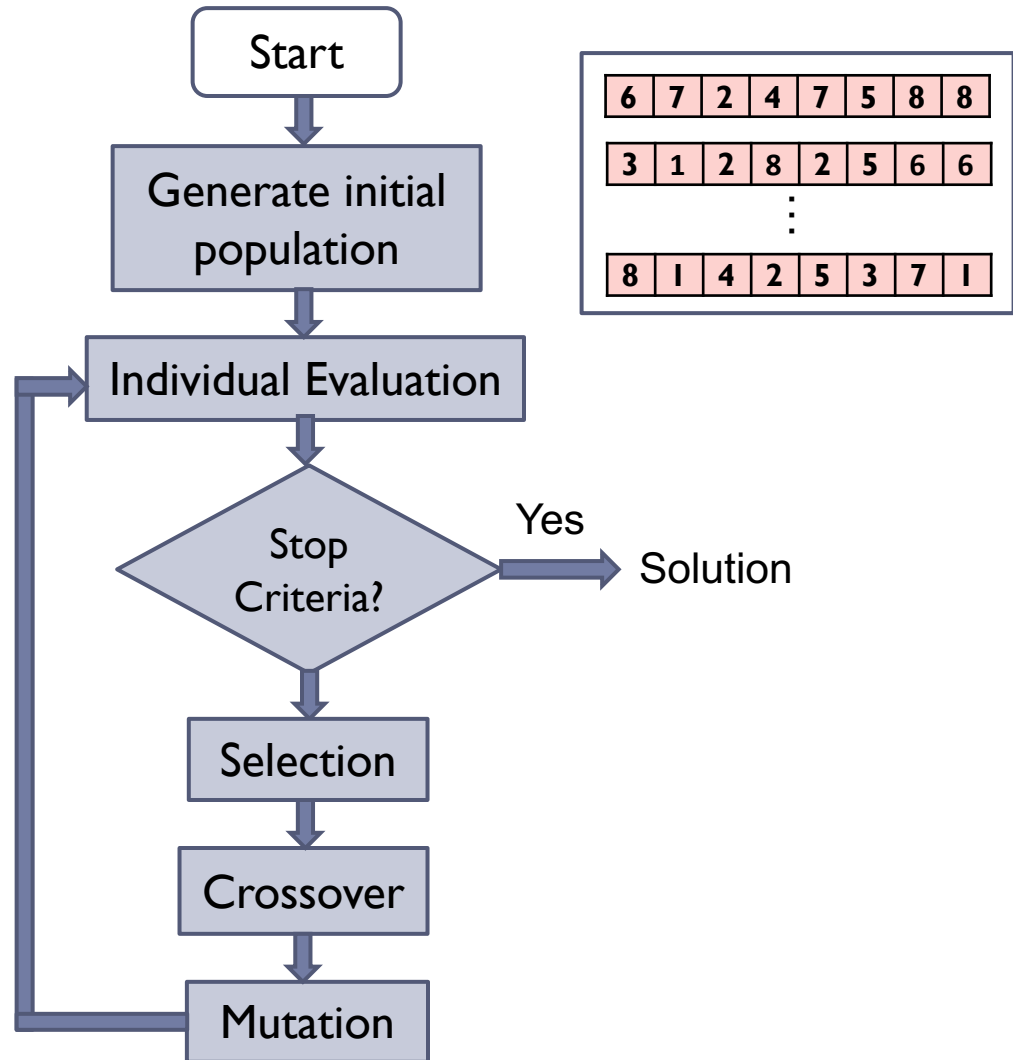 Start
6 7 2 4 7 5 8 8
3 1 2 8 2 5 6 6
⋮
8 1 4 2 5 3 7 1
Generate initial
population
Individual Evaluation
Stop
Criteria?
Yes
Solution
Selection
Crossover
Mutation